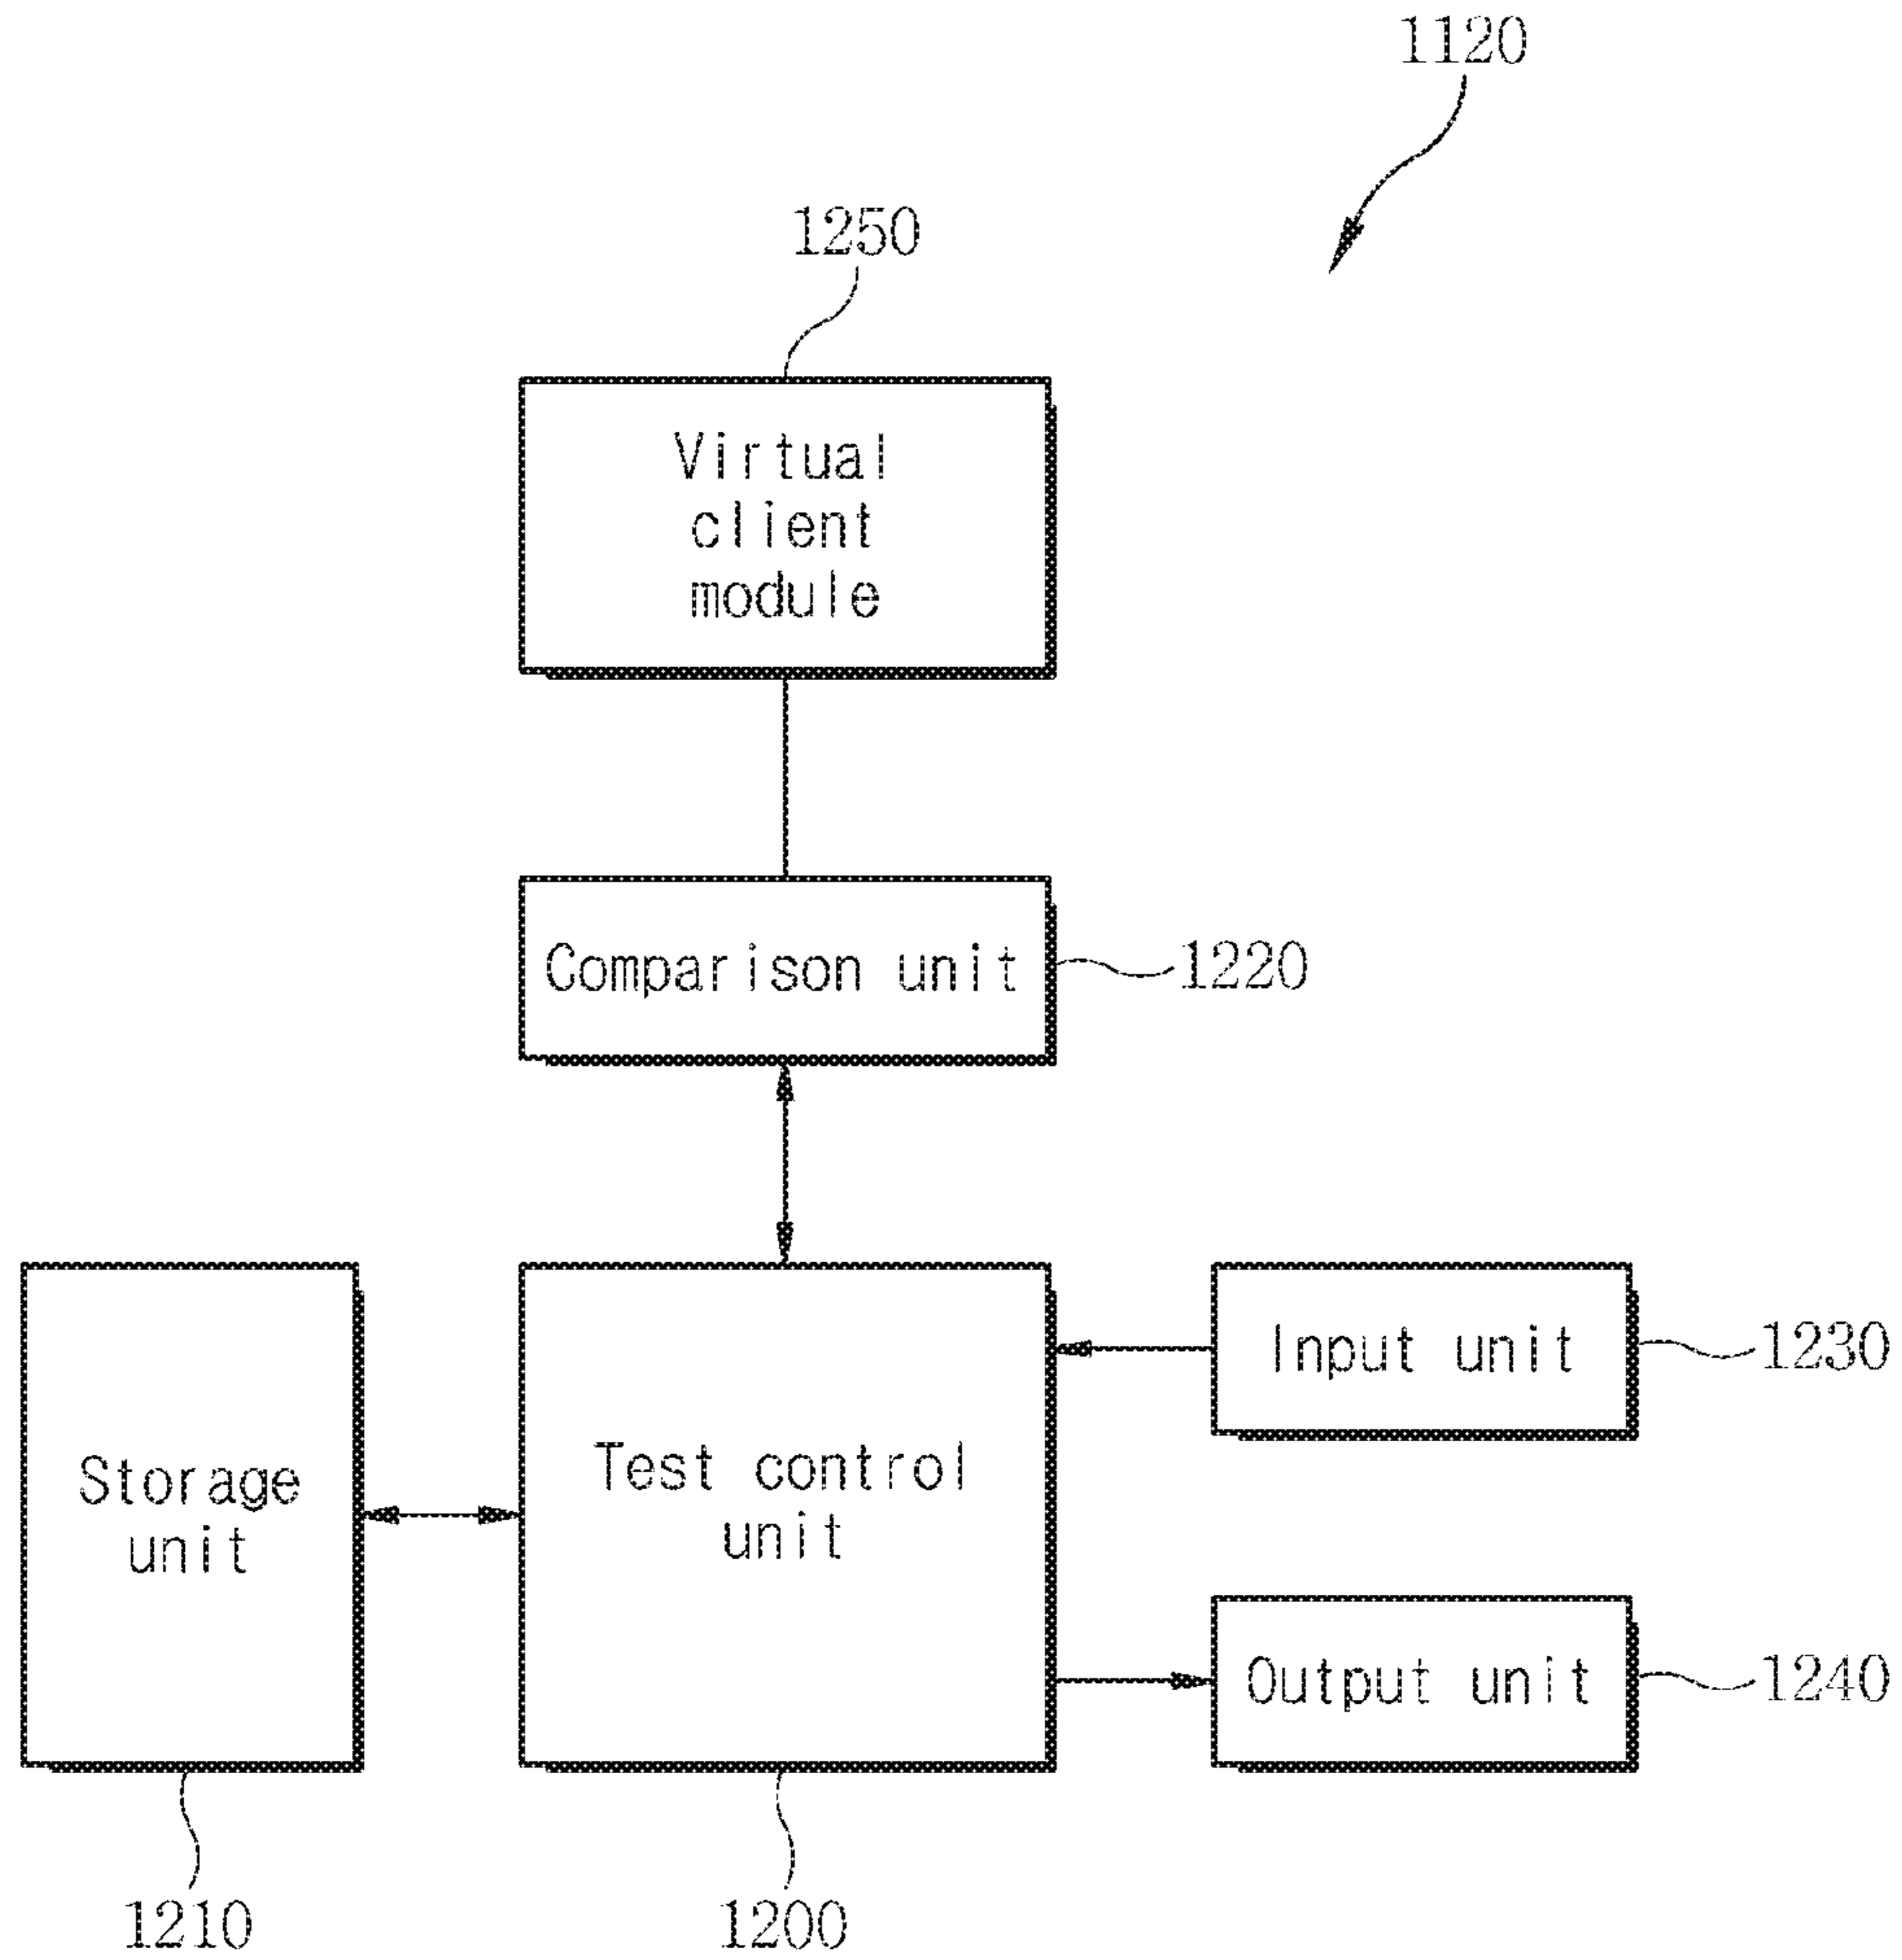 1120
1250
Virtual
client
module
Comparison unit
1220
Storage
unit
Test control
unit
Input unit
1230
Output unit
1240
1210
1200